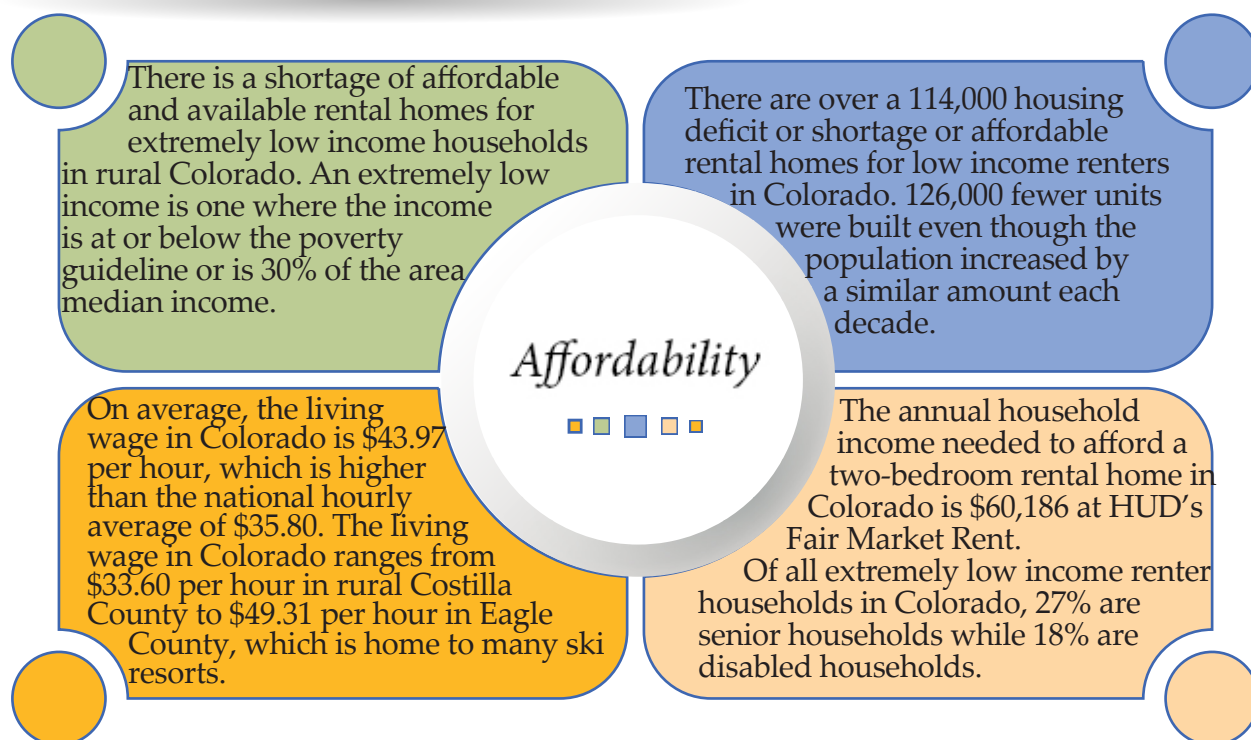 There is a shortage of affordable
and available rental homes for
extremely low income households
in rural Colorado. An extremely low
income is one where the income
is at or below the poverty
guideline or is 30% of the area
median income.
There are over a 114,000 housing
deficit or shortage or affordable
rental homes for low income renters
in Colorado. 126,000 fewer units
were built even though the
population increased by
a similar amount each
decade.
Affordability
On average, the living
wage in Colorado is $43.97
per hour, which is higher
than the national hourly
average of $35.80. The living
wage in Colorado ranges from
$33.60 per hour in rural Costilla
County to $49.31 per hour in Eagle
County, which is home to many ski
resorts.
The annual household
income needed to afford a
two-bedroom rental home in
Colorado is $60,186 at HUD's
Fair Market Rent.
Of all extremely low income renter
households in Colorado, 27% are
senior households while 18% are
disabled households.